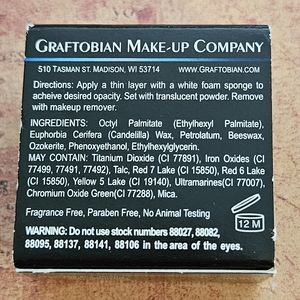 GRAFTOBIAN MAKE-UP COMPANY
510 TASMAN ST. MADISON, WI 53714 WWW.GRAFTOBIAN.COM
Directions: Apply a thin layer with a white foam sponge
to acheive desired opacity. Set with translucent powder. Remove
with makeup remover.
INGREDIENTS: Octyl Palmitate (Ethylhexyl Palmitate),
Euphorbia Cerifera (Candelilla) Wax, Petrolatum, Beeswax,
Ozokerite, Phenoxyethanol, Ethylhexylglycerin.
MAY CONTAIN: Titanium Dioxide (CI 77891), Iron Oxides (CI
77499, 77491, 77492), Talc, Red 7 Lake (CI 15850), Red 6 Lake
(CI 15850), Yellow 5 Lake (CI 19140), Ultramarines(CI 77007),
Chromium Oxide Green(CI 77288), Mica.
Fragrance Free, Paraben Free, No Animal Testing
WARNING: Do not use stock numbers 88027, 88082,
88095, 88137, 88141, 88106 in the area of the eyes.
12 M